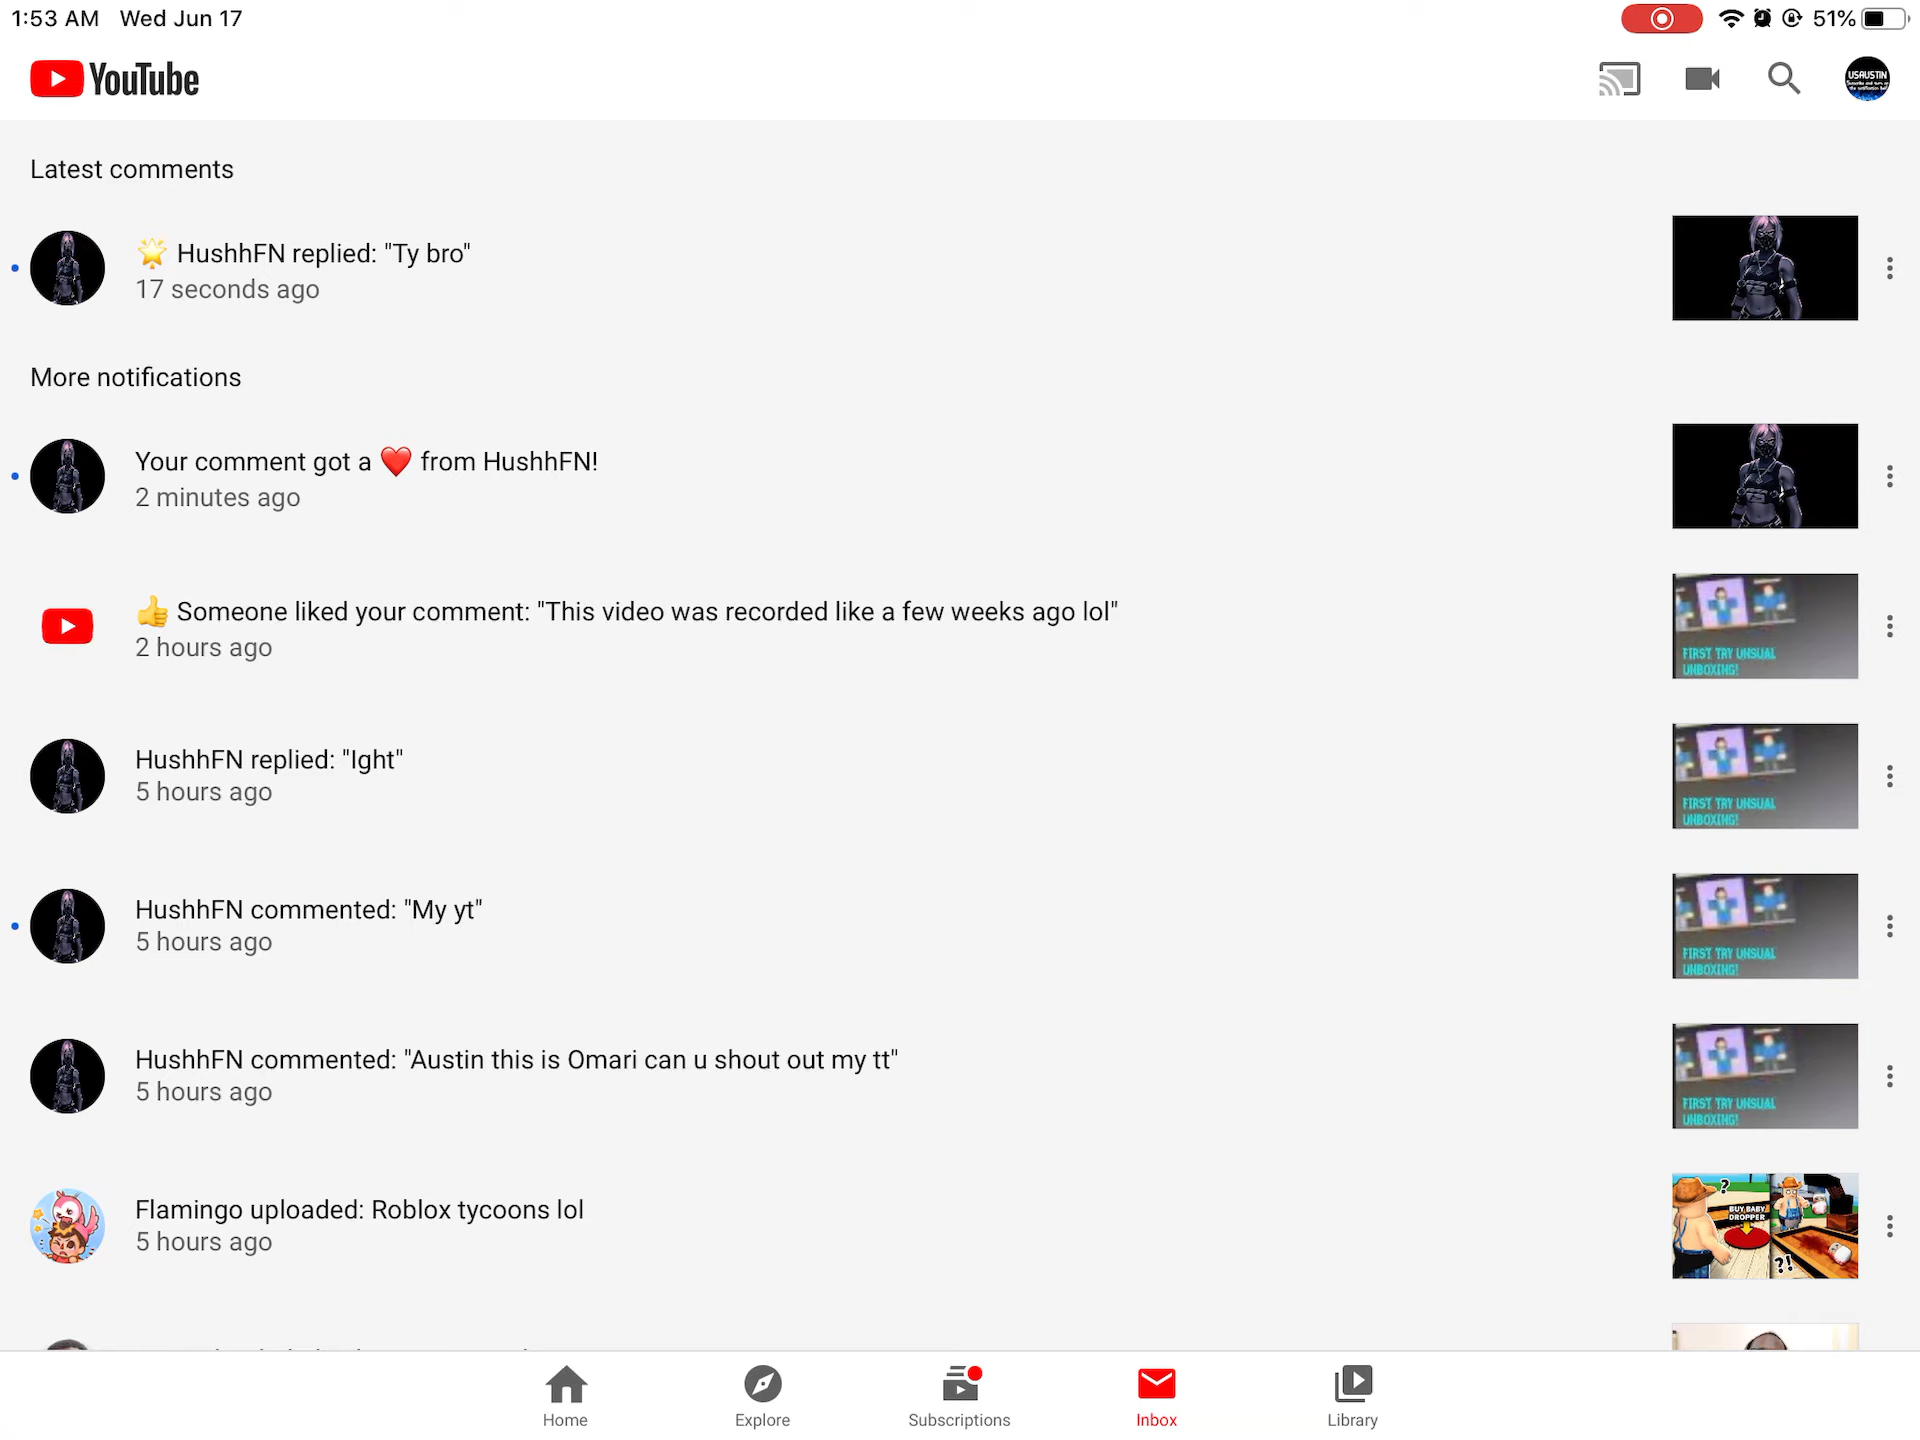 1:53 AM Wed Jun 17
51%
YouTube
USAUSTIN
Latest comments
🌟 HushhFN replied: "Ty bro"
17 seconds ago
More notifications
Your comment got a ❤️ from HushhFN!
2 minutes ago
👍 Someone liked your comment: "This video was recorded like a few weeks ago lol"
2 hours ago
FIRST TRY UNSUAL
UNBOXING!
HushhFN replied: "Ight"
5 hours ago
FIRST TRY UNSUAL
UNBOXING!
HushhFN commented: "My yt"
5 hours ago
FIRST TRY UNSUAL
UNBOXING!
HushhFN commented: "Austin this is Omari can u shout out my tt"
5 hours ago
FIRST TRY UNSUAL
UNBOXING!
Flamingo uploaded: Roblox tycoons lol
5 hours ago
?
BUY BABY
DROPPER
?!
Home
Explore
Subscriptions
Inbox
Library